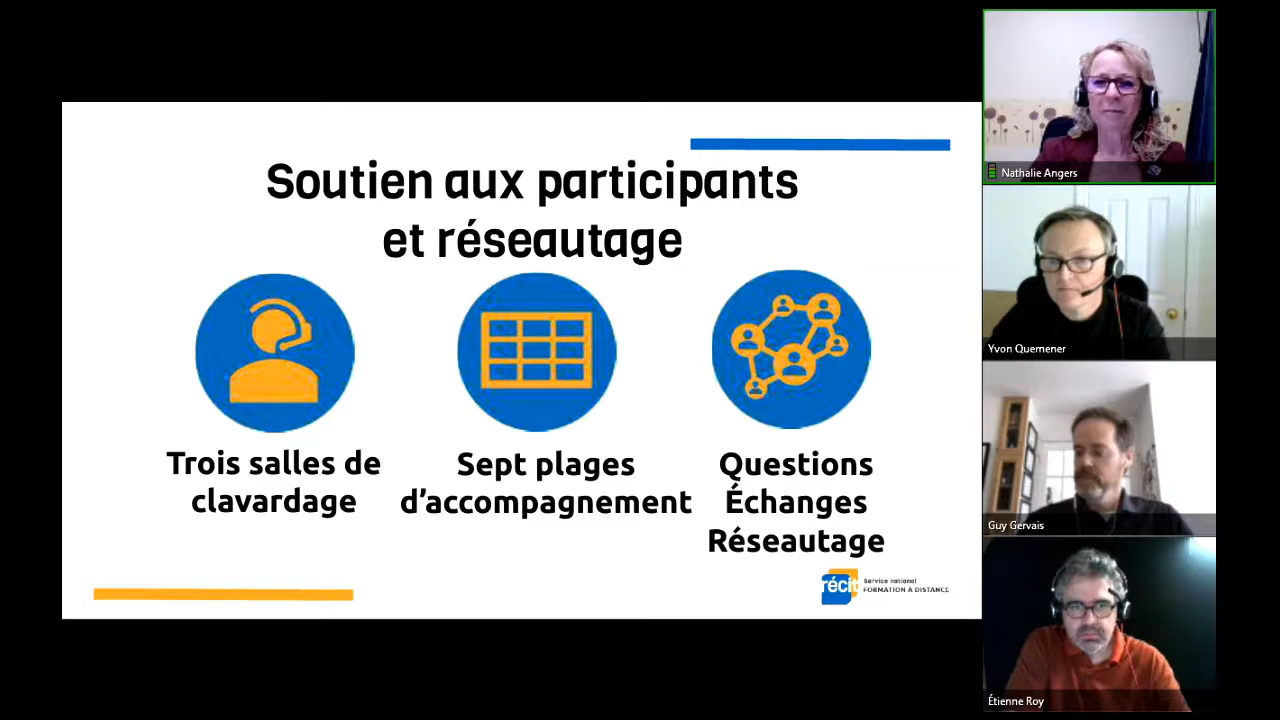 Soutien aux participants
et réseautage
Trois salles de
clavardage
Sept plages
d'accompagnement
Questions
Échanges
Réseautage
récit
Service national
FORMATION À DISTANCE
Nathalie Angers
Yvon Quemener
Guy Gervais
Étienne Roy